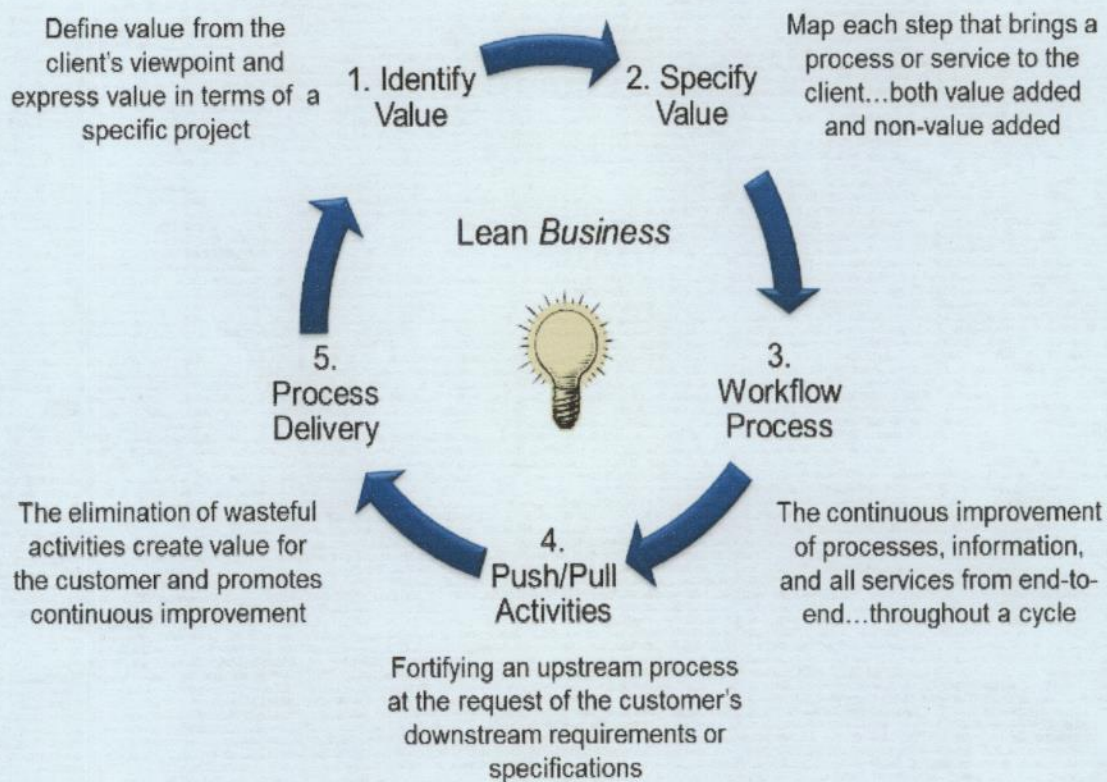 Define value from the
client's viewpoint and
express value in terms of a
specific project
1. Identify
Value
2. Specify
Value
Map each step that brings a
process or service to the
client...both value added
and non-value added
Lean Business
3.
Workflow
Process
The continuous improvement
of processes, information,
and all services from end-to-
end...throughout a cycle
4.
Push/Pull
Activities
Fortifying an upstream process
at the request of the customer's
downstream requirements or
specifications
5.
Process
Delivery
The elimination of wasteful
activities create value for
the customer and promotes
continuous improvement